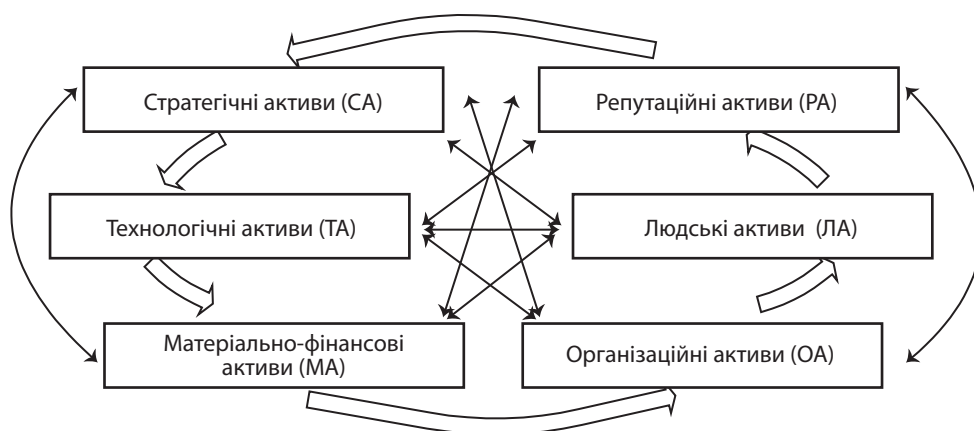 Стратегічні активи (СА)
Репутаційні активи (РА)
Технологічні активи (ТА)
Людські активи (ЛА)
Матеріально-фінансові
активи (МА)
Організаційні активи (ОА)